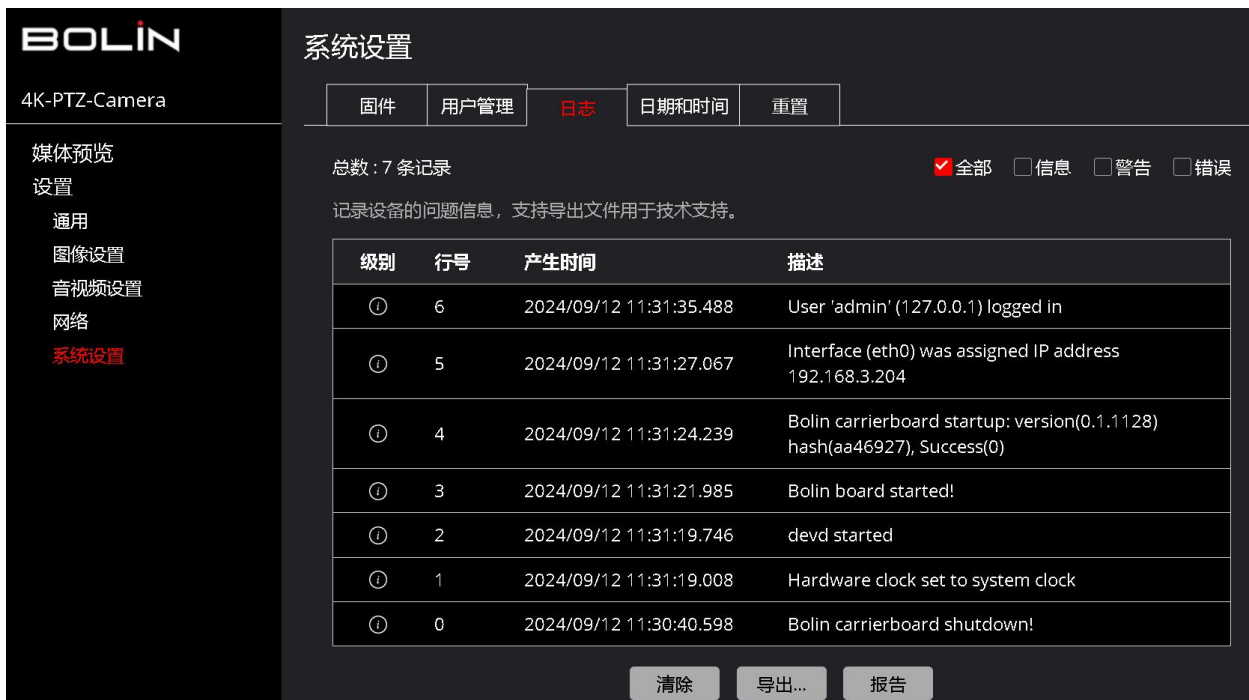 BOLIN
4K-PTZ-Camera
媒体预览
设置
通用
图像设置
音视频设置
网络
系统设置
系统设置
固件 用户管理 日志 日期和时间 重置
总数 : 7 条记录 全部 信息 警告 错误
记录设备的问题信息，支持导出文件用于技术支持。
级别 行号 产生时间 描述
6 2024/09/12 11:31:35.488 User 'admin' (127.0.0.1) logged in
5 2024/09/12 11:31:27.067 Interface (eth0) was assigned IP address
192.168.3.204
4 2024/09/12 11:31:24.239 Bolin carrierboard startup: version(0.1.1128)
hash(aa46927), Success(0)
3 2024/09/12 11:31:21.985 Bolin board started!
2 2024/09/12 11:31:19.746 devd started
1 2024/09/12 11:31:19.008 Hardware clock set to system clock
0 2024/09/12 11:30:40.598 Bolin carrierboard shutdown!
清除 导出... 报告